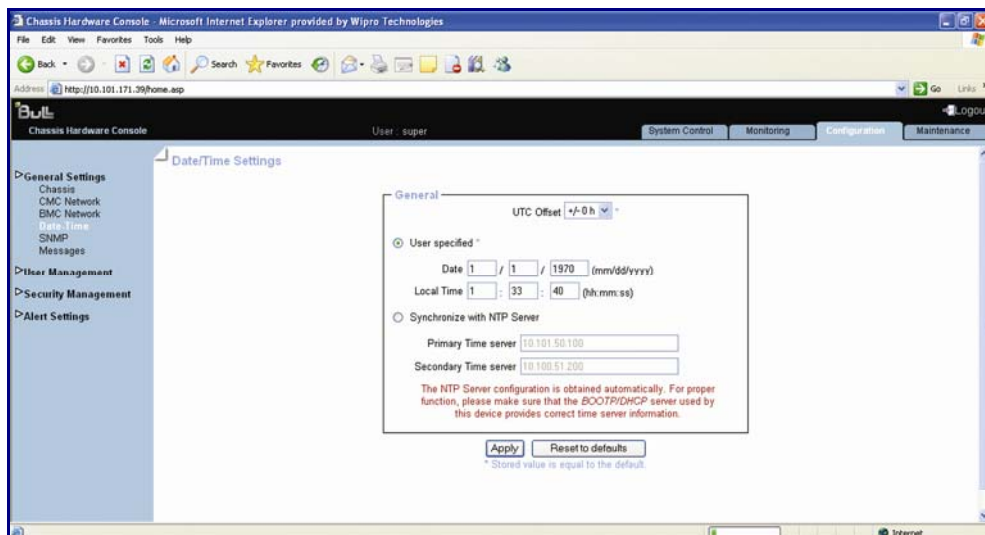 Chassis Hardware Console - Microsoft Internet Explorer provided by Wipro Technologies
File Edit View Favorites Tools Help
Back Search Favorites
Address http://10.101.171.39/home.asp Go Links
Bull Logout
Chassis Hardware Console User : super System Control Monitoring Configuration Maintenance
Date/Time Settings
General Settings
Chassis
CMC Network
BMC Network
Date-Time
SNMP
Messages
User Management
Security Management
Alert Settings
General
UTC Offset +/- 0 h *
User specified *
Date 1 / 1 / 1970 (mm/dd/yyyy)
Local Time 1 : 33 : 40 (hh:mm:ss)
Synchronize with NTP Server
Primary Time server 10.101.50.100
Secondary Time server 10.100.51.200
The NTP Server configuration is obtained automatically. For proper
function, please make sure that the BOOTP/DHCP server used by
this device provides correct time server information.
Apply Reset to defaults
* Stored value is equal to the default.
Internet